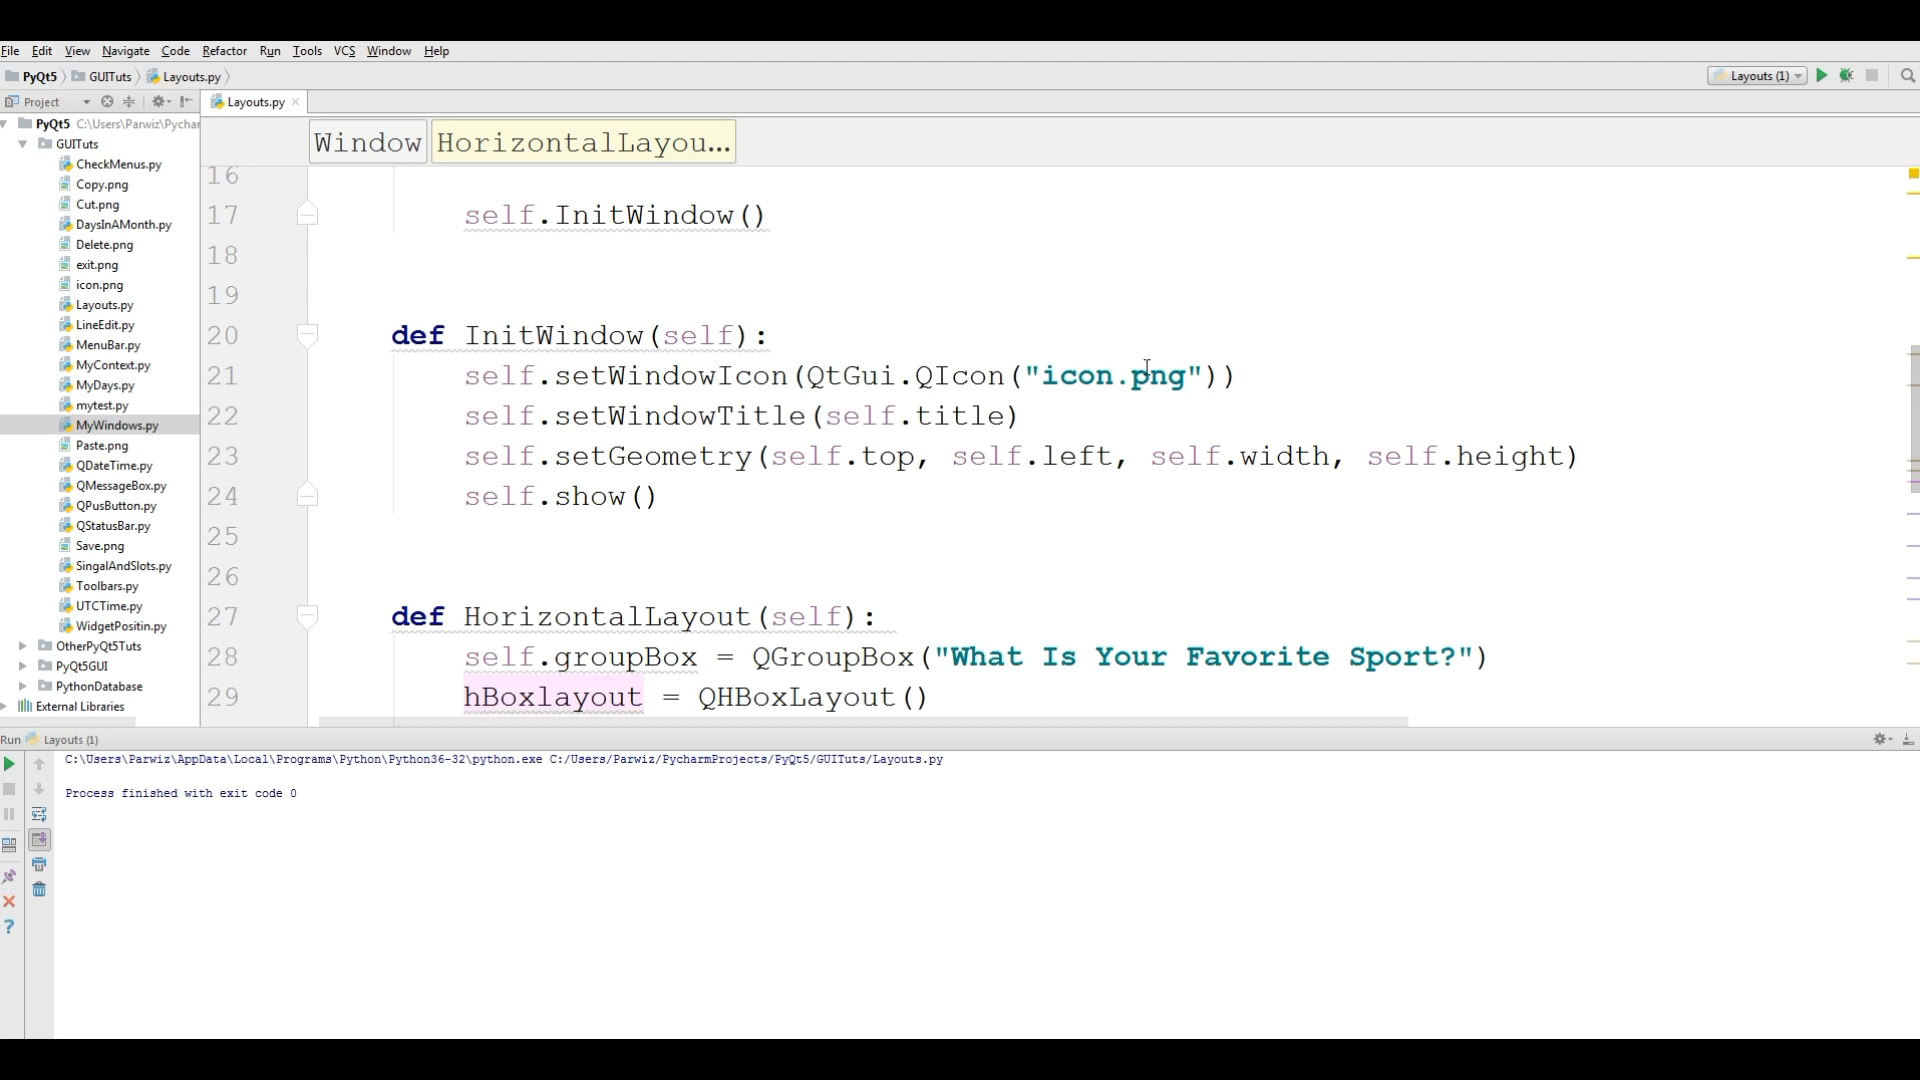 File Edit View Navigate Code Refactor Run Tools VCS Window Help
PyQt5 GUITuts Layouts.py
Layouts (1)
Project
Layouts.py
PyQt5 C:\Users\Parwiz\Pychar
GUITuts
CheckMenus.py
Copy.png
Cut.png
DaysInAMonth.py
Delete.png
exit.png
icon.png
Layouts.py
LineEdit.py
MenuBar.py
MyContext.py
MyDays.py
mytest.py
MyWindows.py
Paste.png
QDateTime.py
QMessageBox.py
QPusButton.py
QStatusBar.py
Save.png
SingalAndSlots.py
Toolbars.py
UTCTime.py
WidgetPositin.py
OtherPyQt5Tuts
PyQt5GUI
PythonDatabase
External Libraries
Window HorizontalLayou...
16
17 self.InitWindow()
18
19
20 def InitWindow(self):
21 self.setWindowIcon(QtGui.QIcon("icon.png"))
22 self.setWindowTitle(self.title)
23 self.setGeometry(self.top, self.left, self.width, self.height)
24 self.show()
25
26
27 def HorizontalLayout(self):
28 self.groupBox = QGroupBox("What Is Your Favorite Sport?")
29 hBoxlayout = QHBoxLayout()
Run Layouts (1)
C:\Users\Parwiz\AppData\Local\Programs\Python\Python36-32\python.exe C:/Users/Parwiz/PycharmProjects/PyQt5/GUITuts/Layouts.py
Process finished with exit code 0